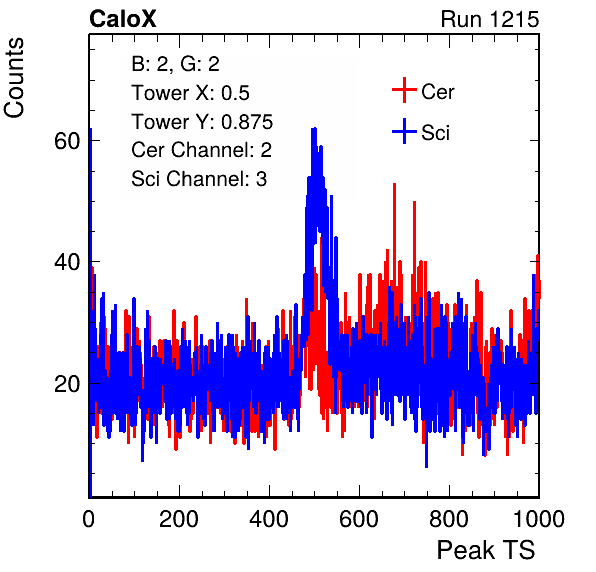 CaloX
Run 1215
Counts
B: 2, G: 2
Tower X: 0.5
Tower Y: 0.875
Cer Channel: 2
Sci Channel: 3
Cer
Sci
60
40
20
0
200
400
600
800
1000
Peak TS